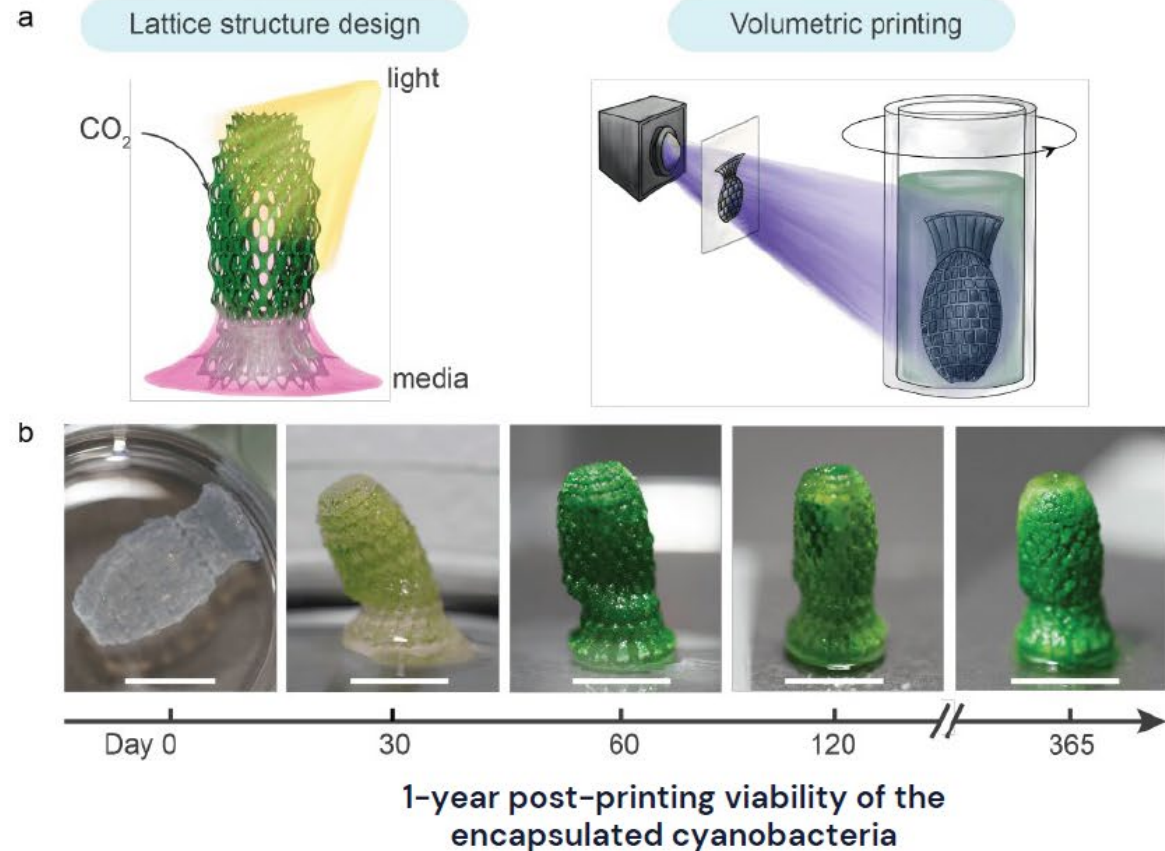 a
Lattice structure design
Volumetric printing
light
CO₂
media
b
Day 0
30
60
120
365
1-year post-printing viability of the
encapsulated cyanobacteria